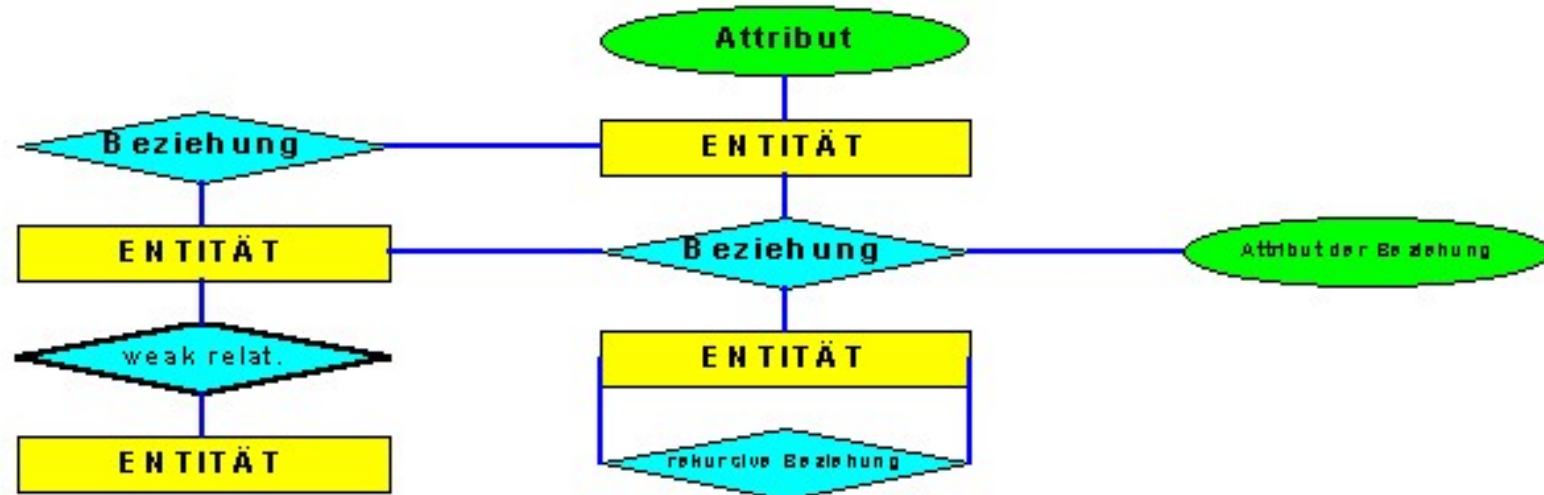 Attribut
Beziehung
ENTITÄT
ENTITÄT
Beziehung
Attribut der Beziehung
weak relat.
ENTITÄT
ENTITÄT
rekursive Beziehung